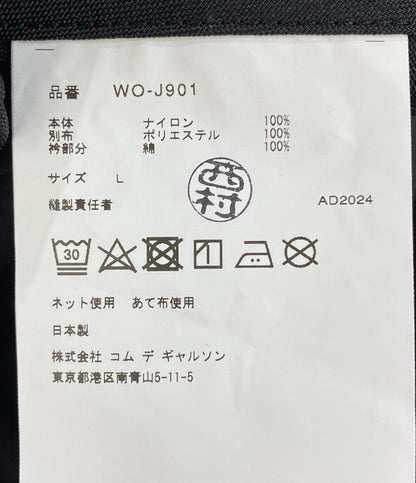 品番 WO-J901
本体 ナイロン 100%
別布 ポリエステル 100%
衿部分 綿 100%
サイズ L
西村
縫製責任者 AD2024
30
ネット使用 あて布使用
日本製
株式会社 コム デ ギャルソン
東京都港区南青山5-11-5